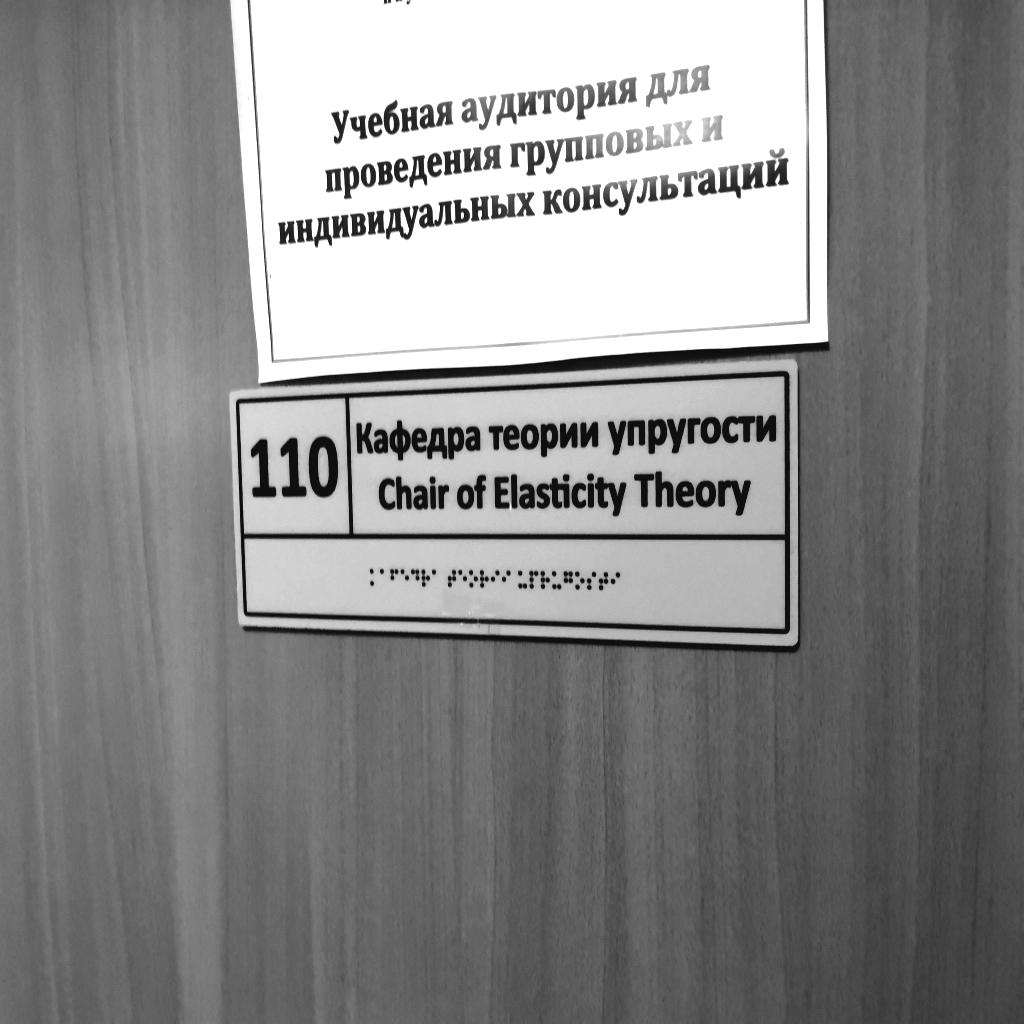 Учебная аудитория для
проведения групповых и
индивидуальных консультаций
110
Кафедра теории упругости
Chair of Elasticity Theory